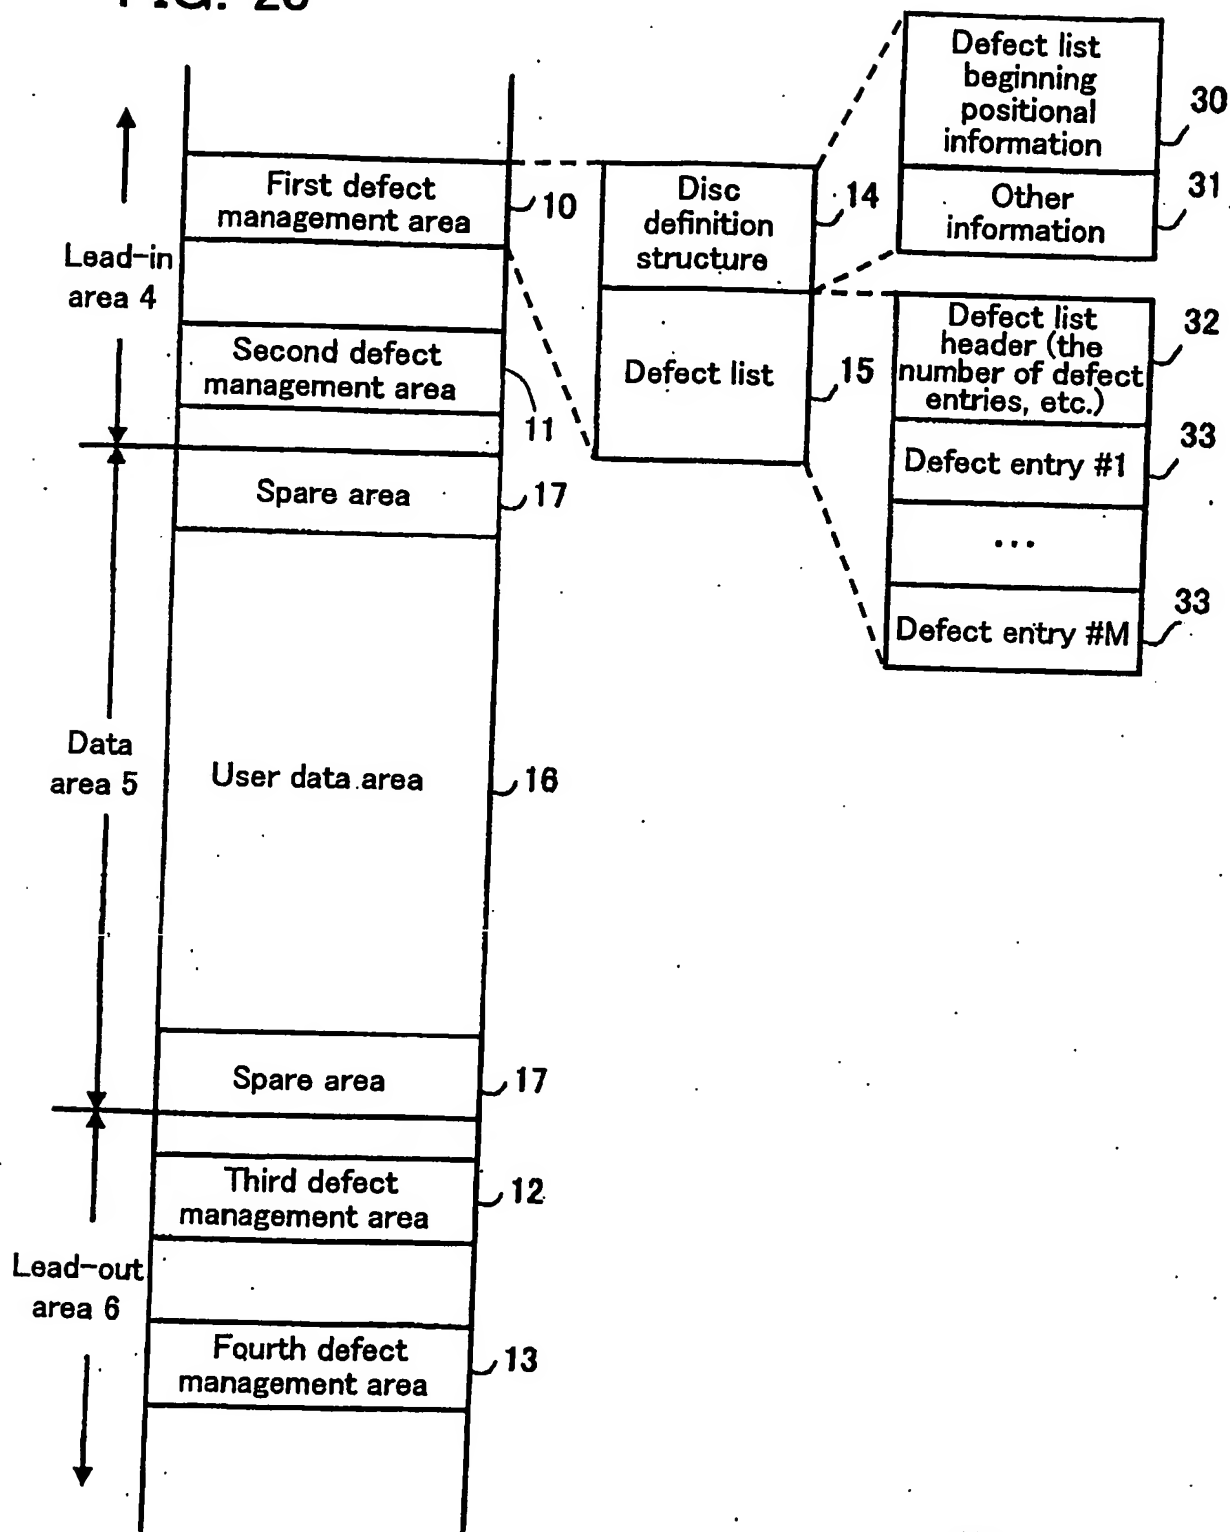 Defect list
beginning
positional
information
30
Other
information
31
First defect
management area
10
Disc
definition
structure
14
Lead-in
area 4
Second defect
management area
11
Defect list
15
Defect list
header (the
number of defect
entries, etc.)
32
Defect entry #1
33
...
Defect entry #M
33
Spare area
17
Data
area 5
User data area
16
Spare area
17
Third defect
management area
12
Lead-out
area 6
Fourth defect
management area
13